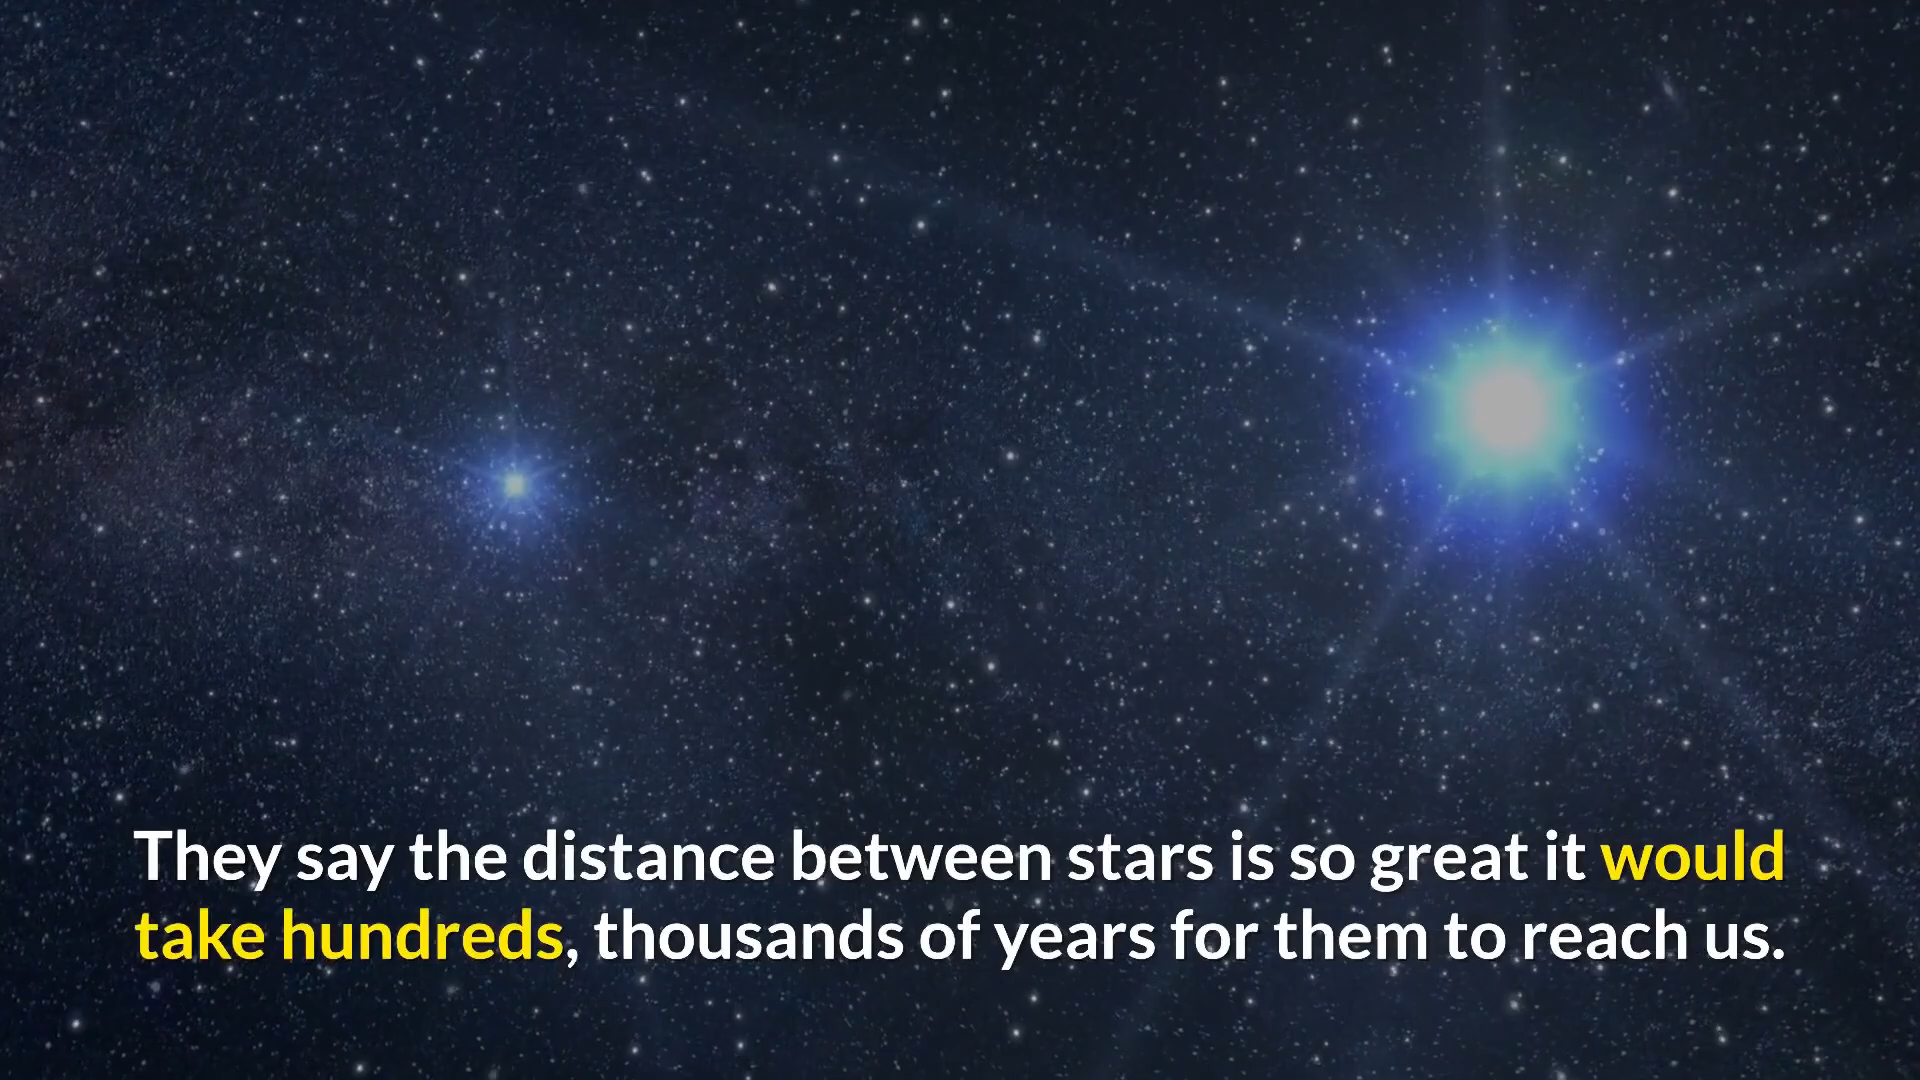 They say the distance between stars is so great it would
take hundreds, thousands of years for them to reach us.